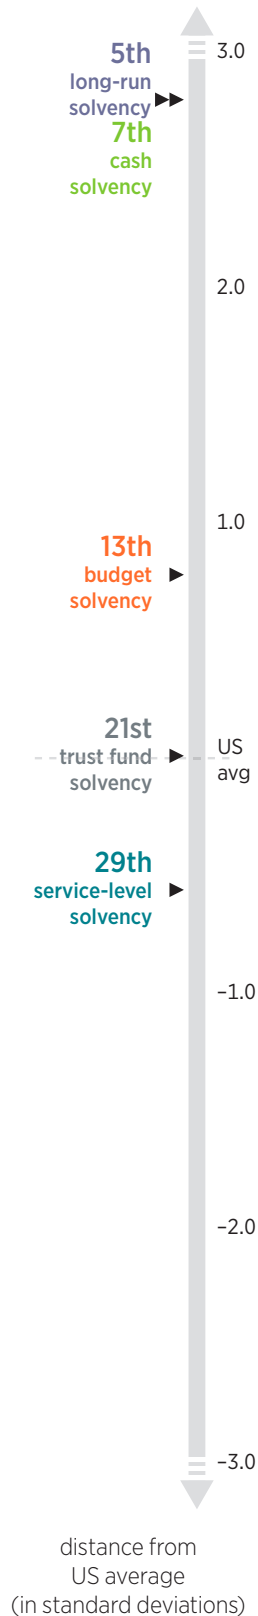 5th
long-run
solvency
7th
cash
solvency
13th
budget
solvency
21st
trust fund
solvency
29th
service-level
solvency
3.0
2.0
1.0
US
avg
–1.0
–2.0
–3.0
distance from
US average
(in standard deviations)